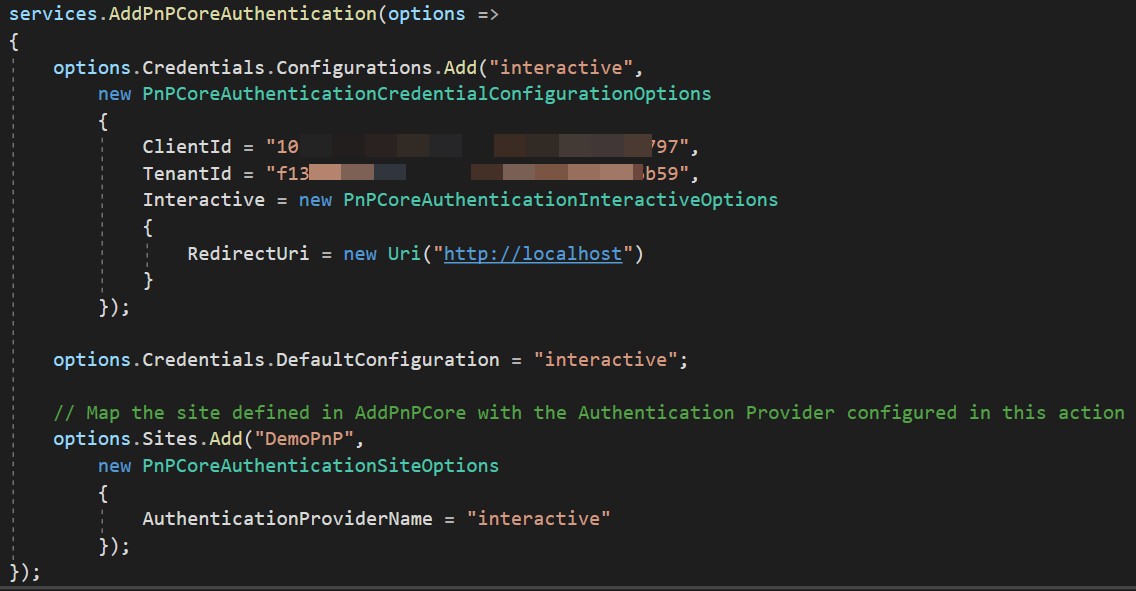 services.AddPnPCoreAuthentication(options =>
{
options.Credentials.Configurations.Add("interactive",
new PnPCoreAuthenticationCredentialConfigurationOptions
{
ClientId = "10 797",
TenantId = "f13 b59",
Interactive = new PnPCoreAuthenticationInteractiveOptions
{
RedirectUri = new Uri("http://localhost")
}
});
options.Credentials.DefaultConfiguration = "interactive";
// Map the site defined in AddPnPCore with the Authentication Provider configured in this action
options.Sites.Add("DemoPnP",
new PnPCoreAuthenticationSiteOptions
{
AuthenticationProviderName = "interactive"
});
});